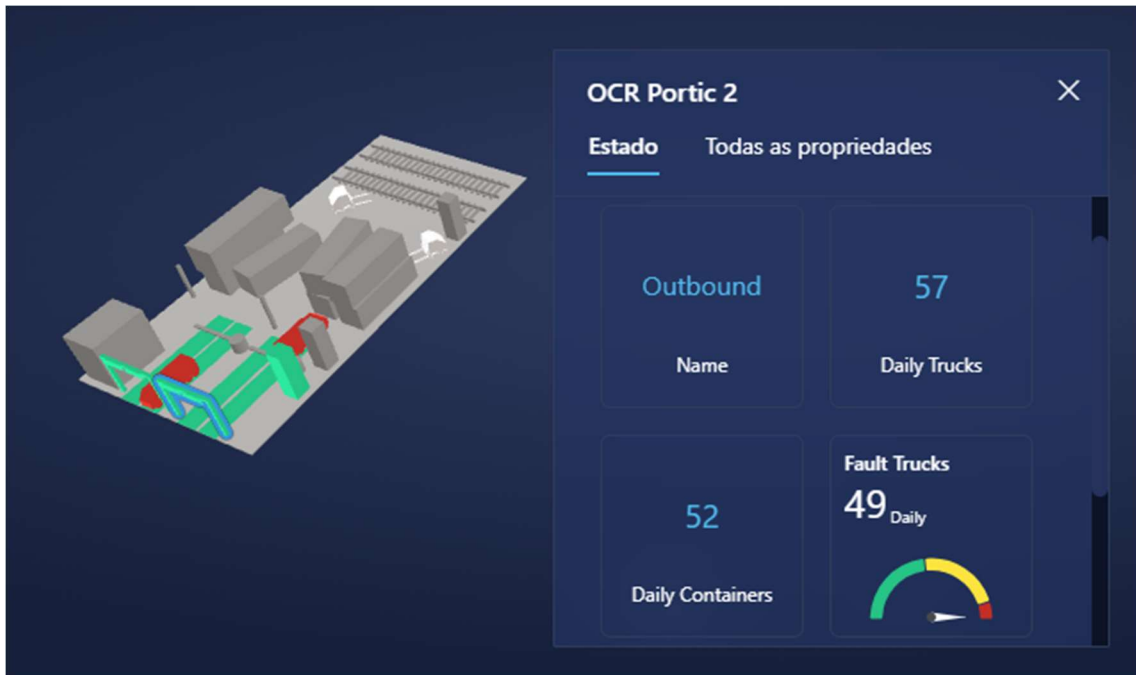 OCR Portic 2
Estado Todas as propriedades
Outbound
Name
57
Daily Trucks
52
Daily Containers
Fault Trucks
49 Daily